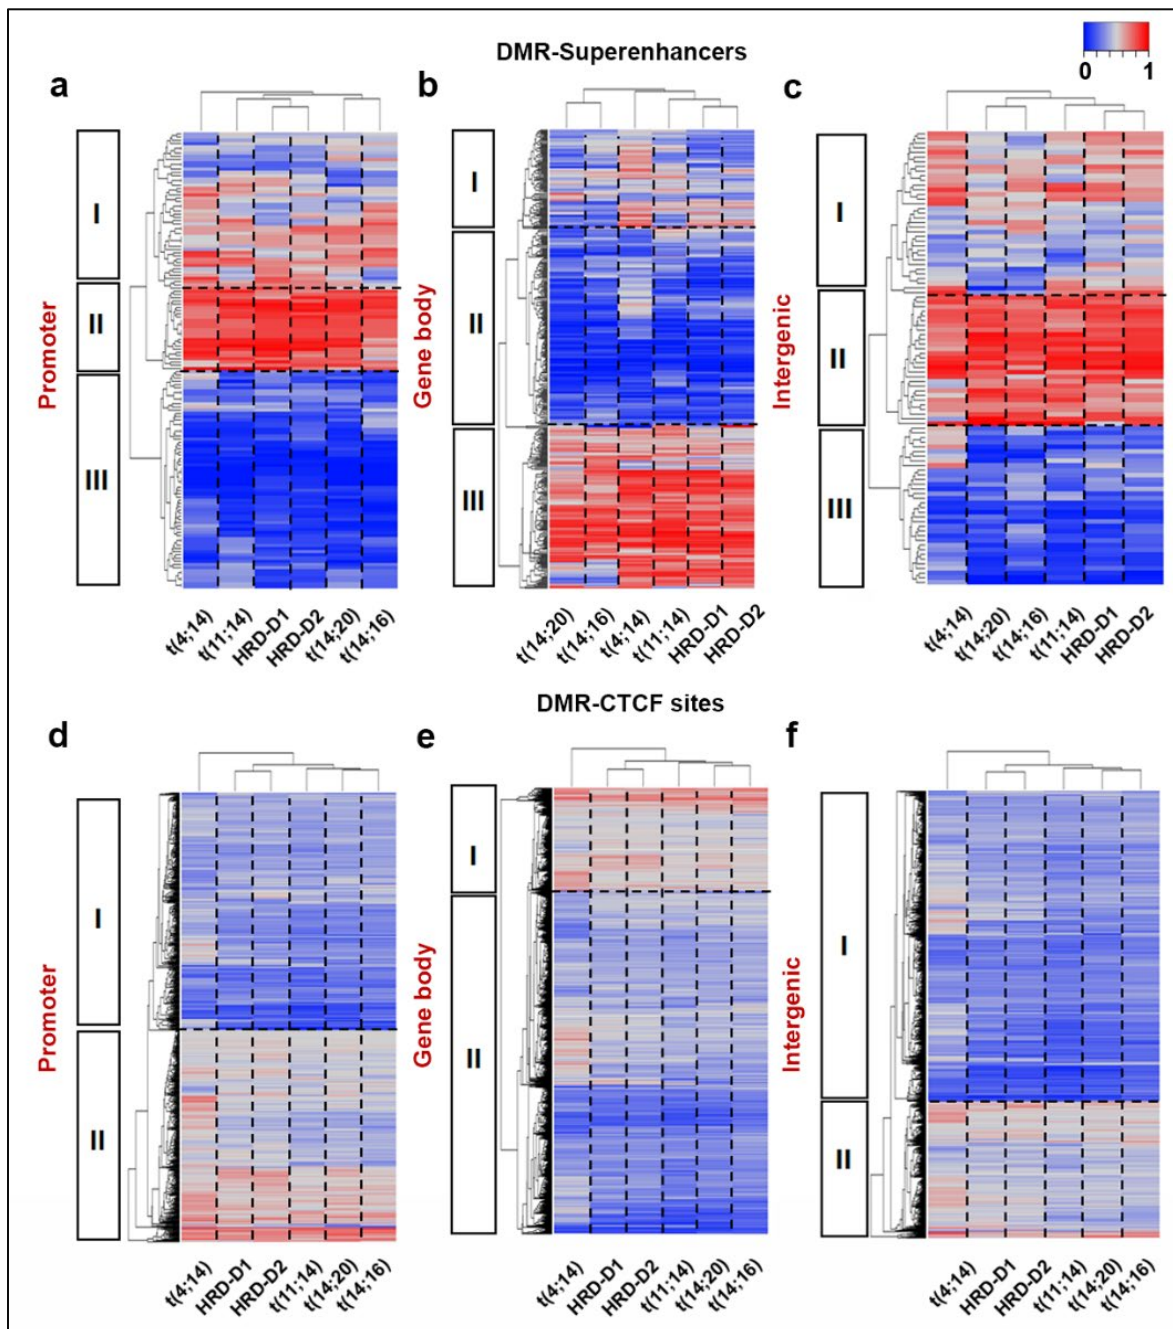 DMR-Superenhancers
0 1
a
b
c
Promoter
I
II
III
Gene body
I
II
III
Intergenic
I
II
III
t(4;14) t(11;14) HRD-D1 HRD-D2 t(14;20) t(14;16)
t(14;20) t(14;16) t(4;14) t(11;14) HRD-D1 HRD-D2
t(4;14) t(14;20) t(14;16) t(11;14) HRD-D1 HRD-D2
DMR-CTCF sites
d
e
f
Promoter
I
II
Gene body
I
II
Intergenic
I
II
t(4;14) HRD-D1 HRD-D2 t(11;14) t(14;20) t(14;16)
t(4;14) HRD-D1 HRD-D2 t(11;14) t(14;20) t(14;16)
t(4;14) HRD-D1 HRD-D2 t(11;14) t(14;20) t(14;16)